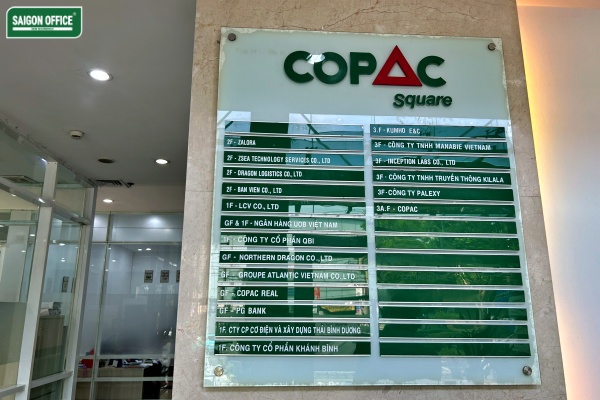 SAIGON OFFICE
COPAC
Square
2F - ZALORA
2F - ZSEA TECHNOLOGY SERVICES CO., LTD
2F - DRAGON LOGISTICS CO., LTD
2F - BAN VIEN CO., LTD
1F - LCV CO., LTD
GF & 1F - NGÂN HÀNG UOB VIỆT NAM
1F - CÔNG TY CỔ PHẦN QBI
GF - NORTHERN DRAGON CO., LTD
GF - GROUPE ATLANTIC VIETNAM CO., LTD
GF - COPAC REAL
GF - PG BANK
1F. CTY CP CƠ ĐIỆN VÀ XÂY DỰNG THÁI BÌNH DƯƠNG
1F. CÔNG TY CỔ PHẦN KHÁNH BÌNH
3.F - KUMHO E&C
3F - CÔNG TY TNHH MANABIE VIETNAM
3F - INCEPTION LABS CO., LTD
3F - CÔNG TY TNHH TRUYỀN THÔNG KILALA
3F- CÔNG TY PALEXY
3A.F - COPAC